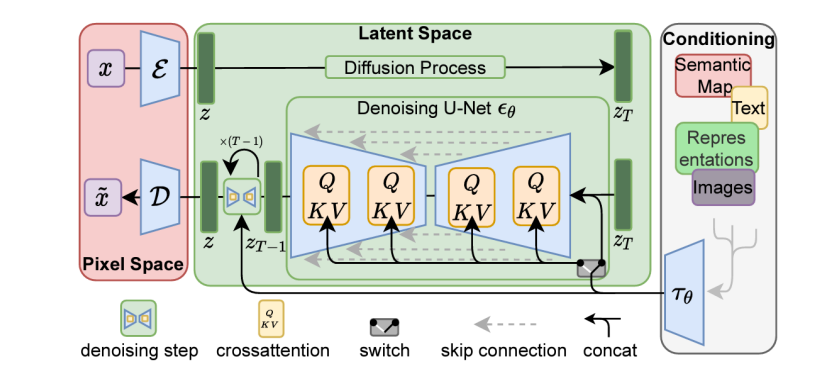 Latent Space
Conditioning
x
ℰ
Diffusion Process
Semantic
Map
z
z_T
Text
Denoising U-Net ϵ_θ
×(T−1)
Repres
entations
Images
x̃
𝒟
Q
KV
Q
KV
Q
KV
Q
KV
z
z_{T−1}
z_T
Pixel Space
τ_θ
Q
KV
denoising step
crossattention
switch
skip connection
concat